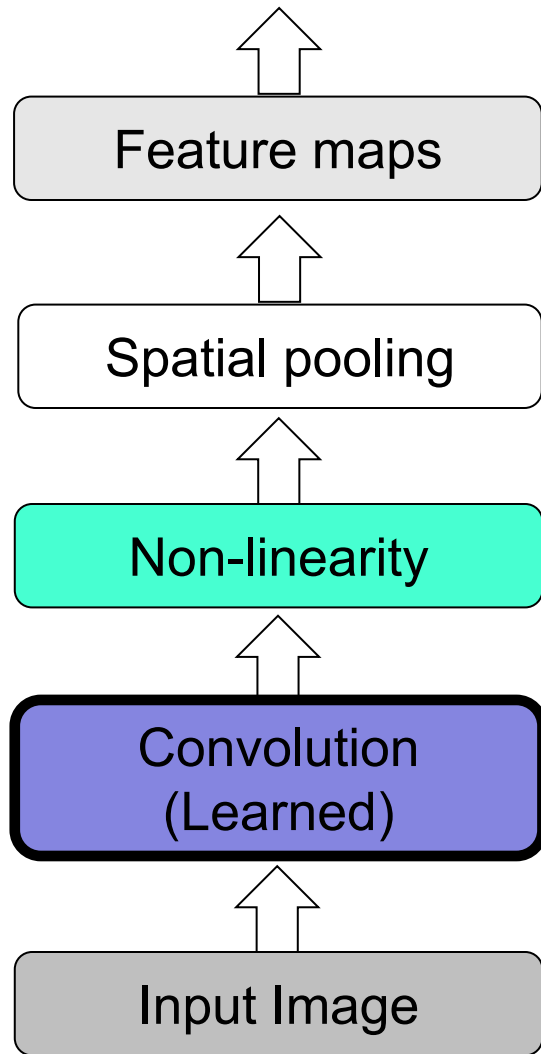 Feature maps
Spatial pooling
Non-linearity
Convolution
(Learned)
Input Image